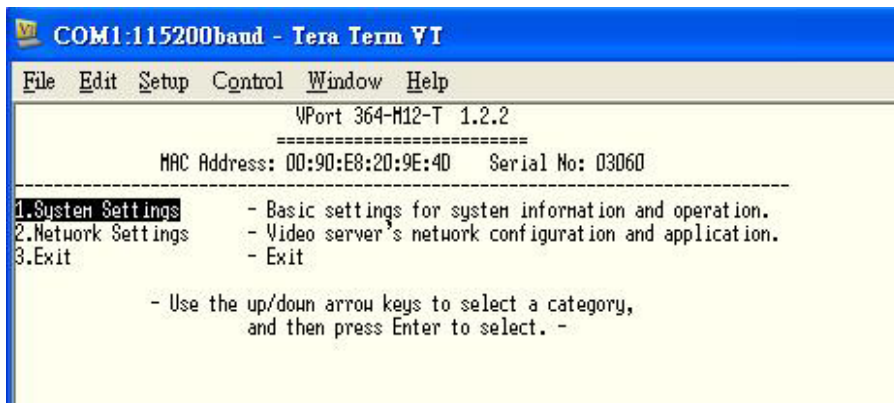 COM1:115200baud - Tera Term VT
File Edit Setup Control Window Help
VPort 364-M12-T 1.2.2
==========================
MAC Address: 00:90:E8:20:9E:4D Serial No: 03060
--------------------------------------------------------------------------------
1.System Settings - Basic settings for system information and operation.
2.Network Settings - Video server's network configuration and application.
3.Exit - Exit
- Use the up/down arrow keys to select a category,
and then press Enter to select. -